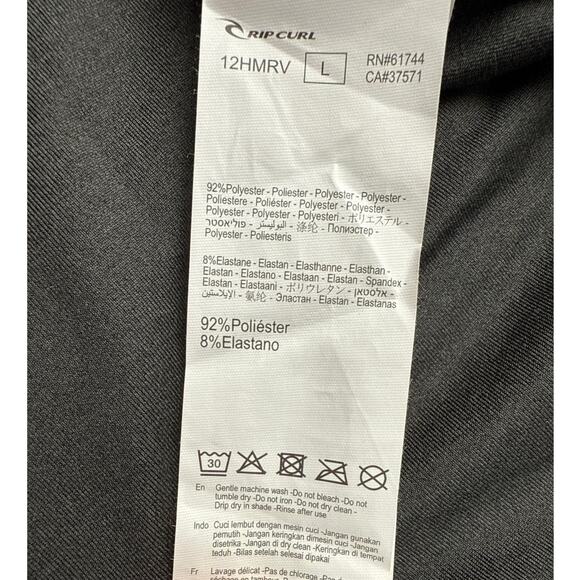 RIP CURL
12HMRV L RN#61744
CA#37571
92%Polyester - Poliester - Polyester - Polyester -
Poliestere - Poliéster - Polyester - Polyester -
Polyester - Polyester - Polyesteri - ポリエステル -
البوليستر - פוליאסטר - 涤纶 - Полиэстер -
Polyester - Poliesteris
8%Elastane - Elastan - Elasthanne - Elasthan -
Elastan - Elastano - Elastaan - Elastan - Spandex -
Elastan - Elastaani - ポリウレタン - אלסטאן -
الإيلاستين - 氨纶 - Эластан - Elastan - Elastanas
92%Poliéster
8%Elastano
30
En Gentle machine wash -Do not bleach -Do not
tumble dry -Do not iron -Do not dry clean -
Drip dry in shade -Rinse after use
Indo Cuci lembut dengan mesin cuci -Jangan gunakan
pemutih -Jangan keringkan dimesin cuci -Jangan
disetrika -Jangan di dry clean -Keringkan di tempat
teduh -Bilas setelah selesai dipakai
Fr Lavage délicat -Pas de chlorage -Pas de